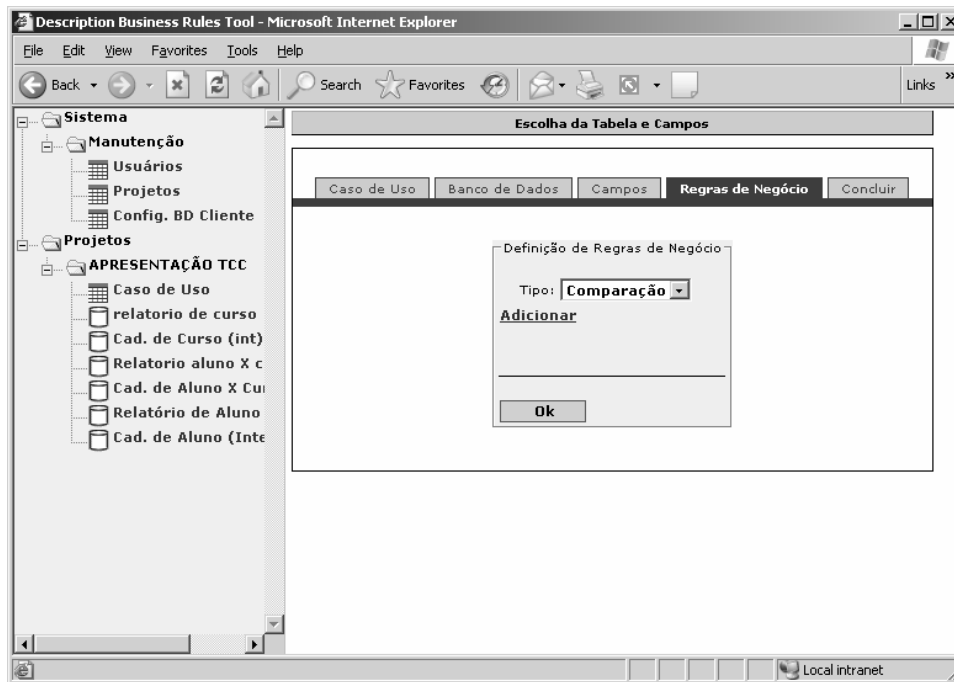 Description Business Rules Tool - Microsoft Internet Explorer
File Edit View Favorites Tools Help
Back Search Favorites Links »
Sistema
Manutenção
Usuários
Projetos
Config. BD Cliente
Projetos
APRESENTAÇÃO TCC
Caso de Uso
relatorio de curso
Cad. de Curso (int)
Relatorio aluno X c
Cad. de Aluno X Cu
Relatório de Aluno
Cad. de Aluno (Inte
Escolha da Tabela e Campos
Caso de Uso Banco de Dados Campos Regras de Negócio Concluir
Definição de Regras de Negócio
Tipo: Comparação
Adicionar
Ok
Local intranet